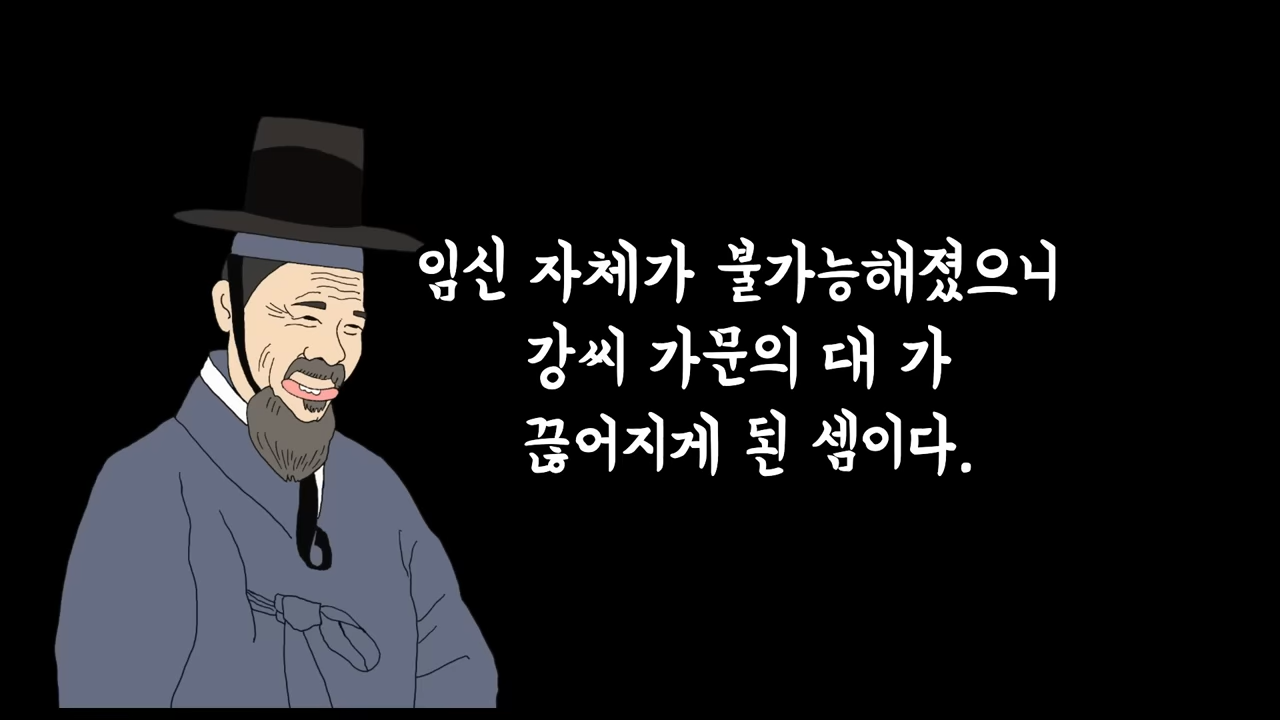 임신 자체가 불가능해졌으니
강씨 가문의 대 가
끊어지게 된 셈이다.